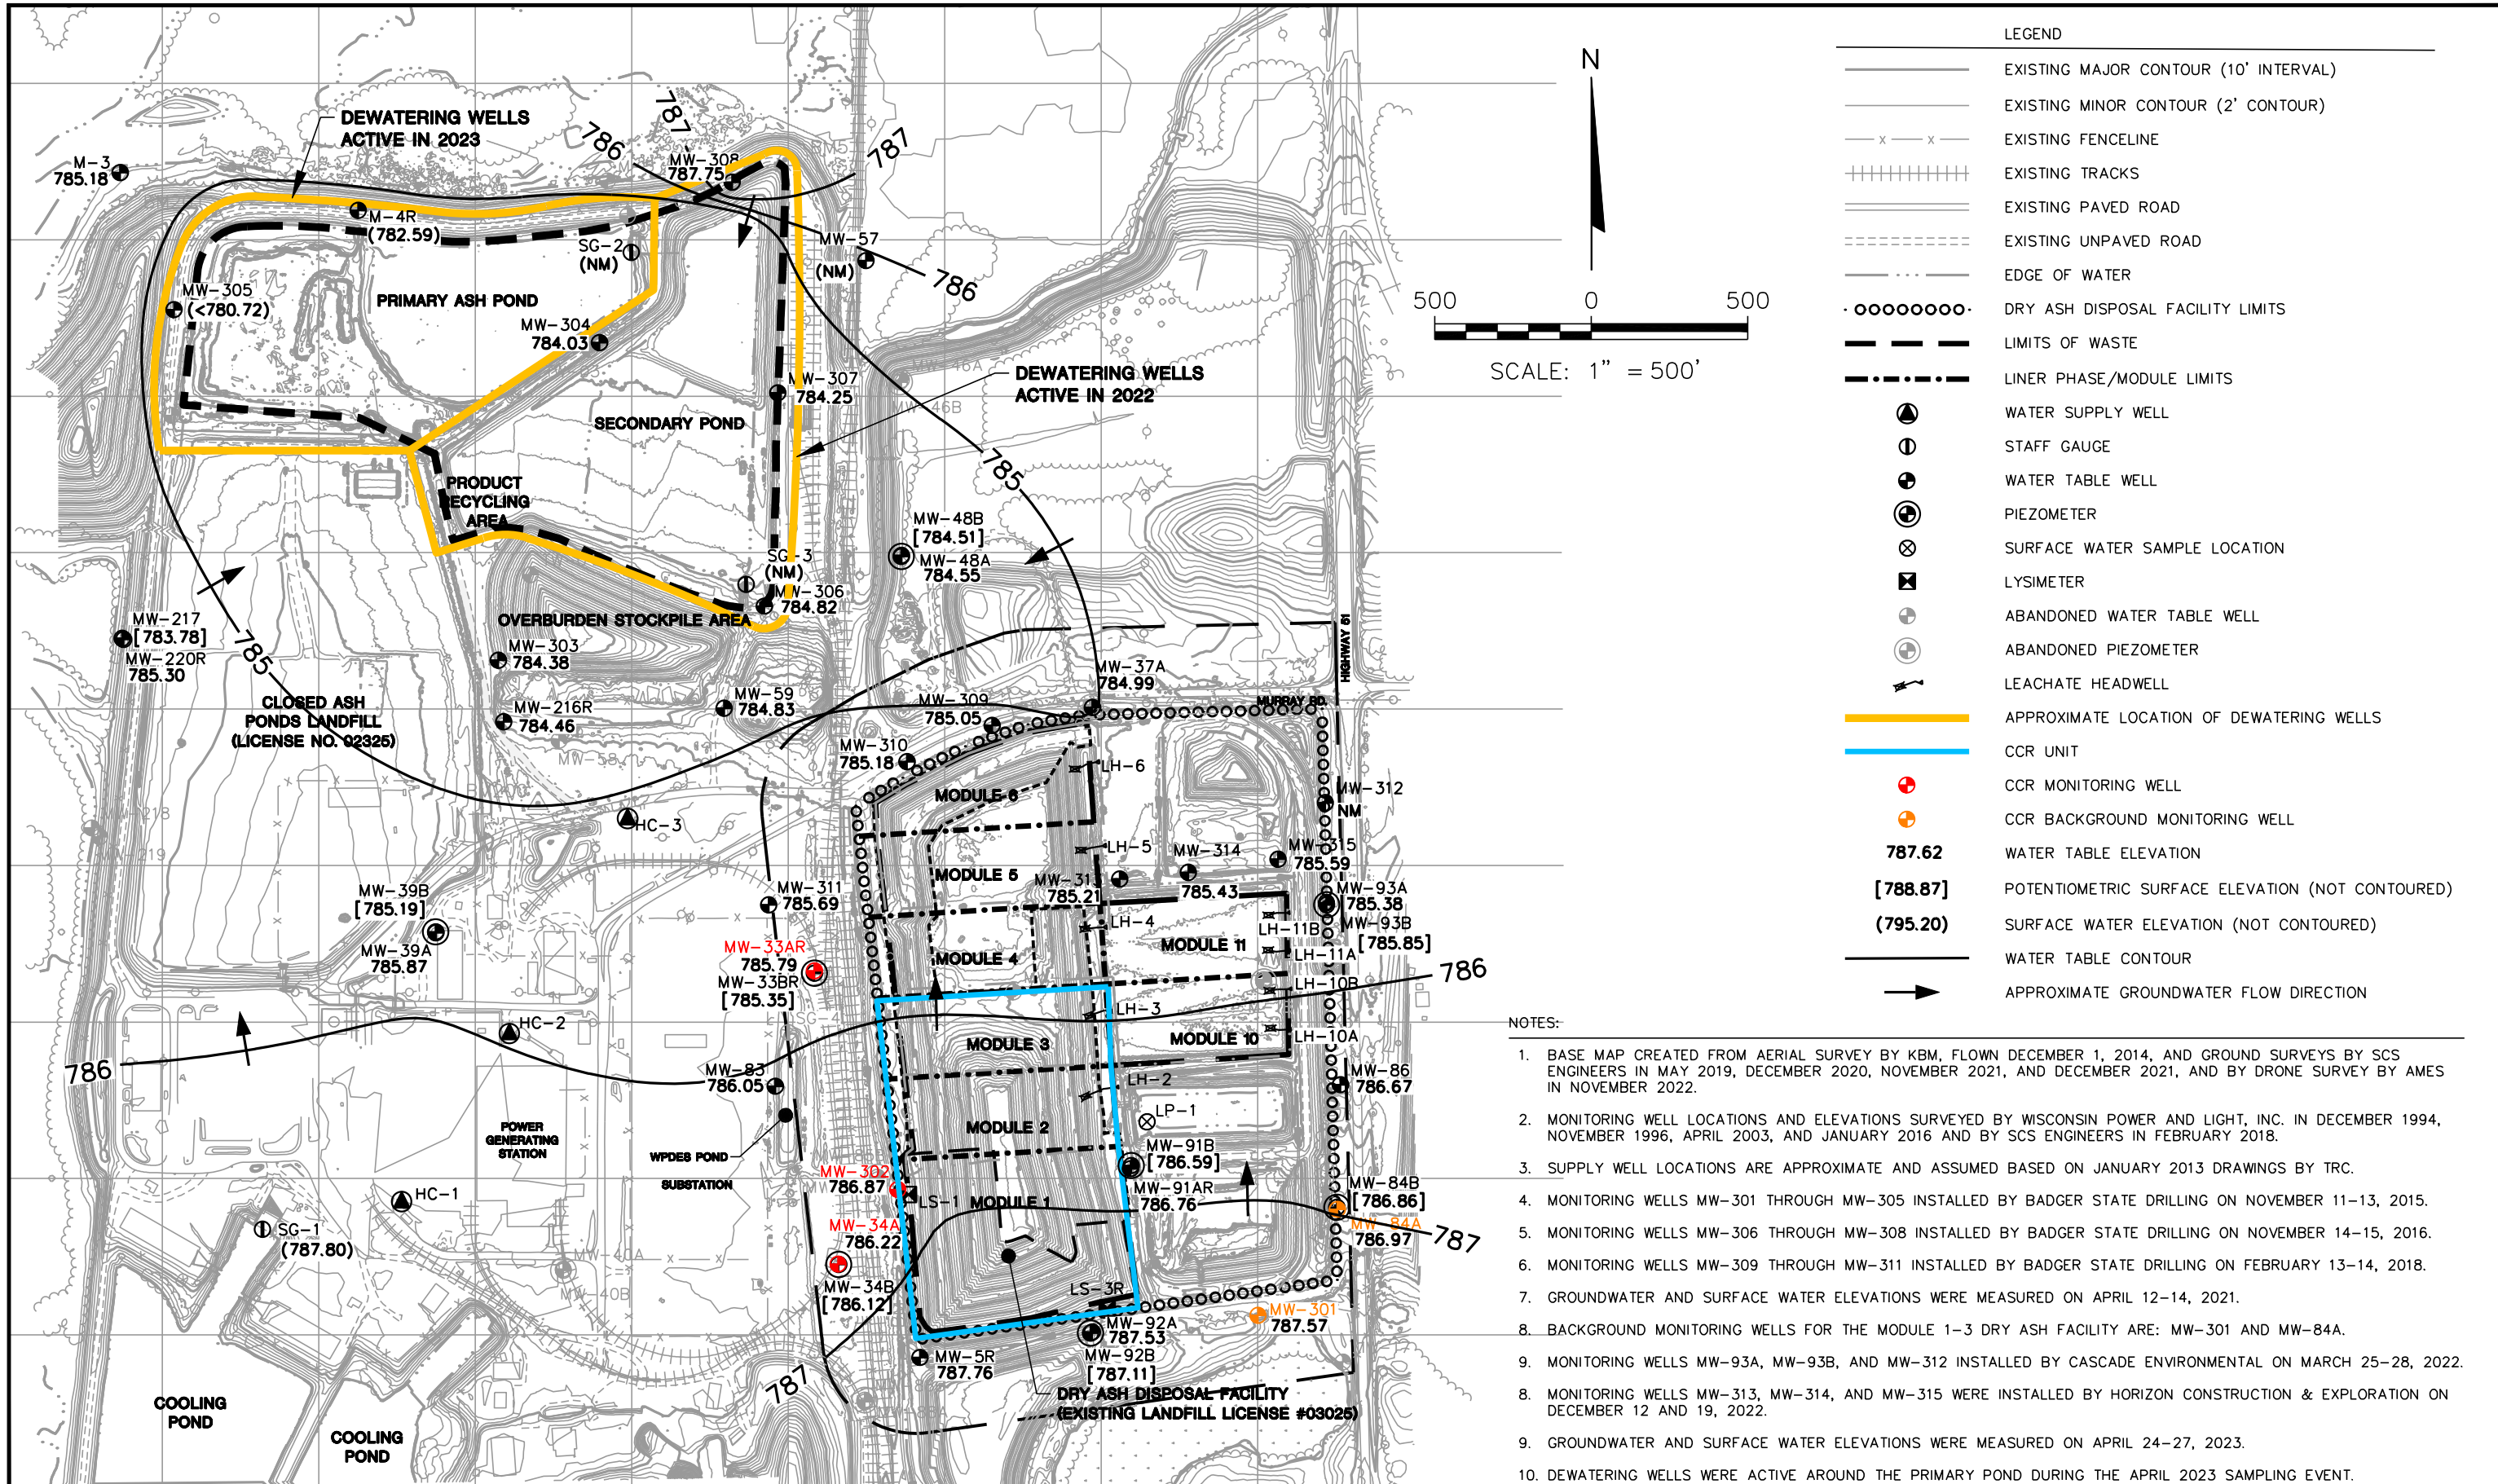 LEGEND
EXISTING MAJOR CONTOUR (10' INTERVAL)
EXISTING MINOR CONTOUR (2' CONTOUR)
EXISTING FENCELINE
EXISTING TRACKS
EXISTING PAVED ROAD
EXISTING UNPAVED ROAD
EDGE OF WATER
DRY ASH DISPOSAL FACILITY LIMITS
LIMITS OF WASTE
LINER PHASE/MODULE LIMITS
WATER SUPPLY WELL
STAFF GAUGE
WATER TABLE WELL
PIEZOMETER
SURFACE WATER SAMPLE LOCATION
LYSIMETER
ABANDONED WATER TABLE WELL
ABANDONED PIEZOMETER
LEACHATE HEADWELL
APPROXIMATE LOCATION OF DEWATERING WELLS
CCR UNIT
CCR MONITORING WELL
CCR BACKGROUND MONITORING WELL
787.62 WATER TABLE ELEVATION
[788.87] POTENTIOMETRIC SURFACE ELEVATION (NOT CONTOURED)
(795.20) SURFACE WATER ELEVATION (NOT CONTOURED)
WATER TABLE CONTOUR
APPROXIMATE GROUNDWATER FLOW DIRECTION
NOTES:
1. BASE MAP CREATED FROM AERIAL SURVEY BY KBM, FLOWN DECEMBER 1, 2014, AND GROUND SURVEYS BY SCS
ENGINEERS IN MAY 2019, DECEMBER 2020, NOVEMBER 2021, AND DECEMBER 2021, AND BY DRONE SURVEY BY AMES
IN NOVEMBER 2022.
2. MONITORING WELL LOCATIONS AND ELEVATIONS SURVEYED BY WISCONSIN POWER AND LIGHT, INC. IN DECEMBER 1994,
NOVEMBER 1996, APRIL 2003, AND JANUARY 2016 AND BY SCS ENGINEERS IN FEBRUARY 2018.
3. SUPPLY WELL LOCATIONS ARE APPROXIMATE AND ASSUMED BASED ON JANUARY 2013 DRAWINGS BY TRC.
4. MONITORING WELLS MW-301 THROUGH MW-305 INSTALLED BY BADGER STATE DRILLING ON NOVEMBER 11-13, 2015.
5. MONITORING WELLS MW-306 THROUGH MW-308 INSTALLED BY BADGER STATE DRILLING ON NOVEMBER 14-15, 2016.
6. MONITORING WELLS MW-309 THROUGH MW-311 INSTALLED BY BADGER STATE DRILLING ON FEBRUARY 13-14, 2018.
7. GROUNDWATER AND SURFACE WATER ELEVATIONS WERE MEASURED ON APRIL 12-14, 2021.
8. BACKGROUND MONITORING WELLS FOR THE MODULE 1-3 DRY ASH FACILITY ARE: MW-301 AND MW-84A.
9. MONITORING WELLS MW-93A, MW-93B, AND MW-312 INSTALLED BY CASCADE ENVIRONMENTAL ON MARCH 25-28, 2022.
8. MONITORING WELLS MW-313, MW-314, AND MW-315 WERE INSTALLED BY HORIZON CONSTRUCTION & EXPLORATION ON
DECEMBER 12 AND 19, 2022.
9. GROUNDWATER AND SURFACE WATER ELEVATIONS WERE MEASURED ON APRIL 24-27, 2023.
10. DEWATERING WELLS WERE ACTIVE AROUND THE PRIMARY POND DURING THE APRIL 2023 SAMPLING EVENT.
N
500 0 500
SCALE: 1" = 500'
DEWATERING WELLS
ACTIVE IN 2023
787
786
787
M-3
785.18
MW-308
787.75
M-4R
(782.59)
SG-2
(NM)
MW-57
(NM)
786
MW-305
(<780.72)
PRIMARY ASH POND
MW-304
784.03
MW-46A
MW-307
784.25
MW-46B
DEWATERING WELLS
ACTIVE IN 2022
SECONDARY POND
785
PRODUCT
RECYCLING
AREA
MW-48B
[784.51]
MW-48A
784.55
SG-3
(NM)
MW-306
784.82
OVERBURDEN STOCKPILE AREA
MW-217
[783.78]
MW-220R
785.30
785
MW-303
784.38
HIGHWAY 51
MW-37A
784.99
CLOSED ASH
PONDS LANDFILL
(LICENSE NO. 02325)
MW-216R
784.46
MW-59
784.83
MW-309
785.05
MURRAY RD.
MW-310
785.18
LH-6
MODULE 6
MW-312
NM
HC-3
LH-5
MW-314
785.43
MW-315
785.59
MODULE 5
MW-31
785.21
MW-39B
[785.19]
MW-39A
785.87
MW-311
785.69
MW-93A
785.38
MW-93B
[785.85]
LH-4
LH-11B
MODULE 11
LH-11A
MW-33AR
785.79
MW-33BR
[785.35]
MODULE 4
786
LH-10B
HC-2
LH-3
MODULE 3
MODULE 10
LH-10A
786
MW-83
786.05
LH-2
MW-86
786.67
LP-1
MODULE 2
POWER
GENERATING
STATION
WPDES POND
SUBSTATION
MW-91B
[786.59]
MW-91AR
786.76
MW-302
786.87
LS-1
MODULE 1
MW-84B
[786.86]
MW-84A
786.97
787
HC-1
SG-1
(787.80)
MW-34A
786.22
MW-34B
[786.12]
MW-40A
MW-40B
LS-3R
MW-301
787.57
MW-92A
787.53
MW-92B
[787.11]
MW-5R
787.76
787
DRY ASH DISPOSAL FACILITY
(EXISTING LANDFILL LICENSE #03025)
COOLING
POND
COOLING
POND